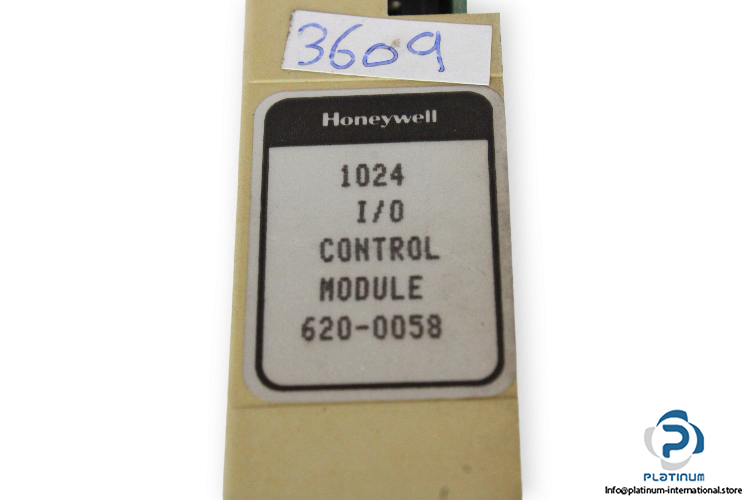 3609
Honeywell
1024
I/O
CONTROL
MODULE
620-0058
PLATINUM
Info@platinum-international.store